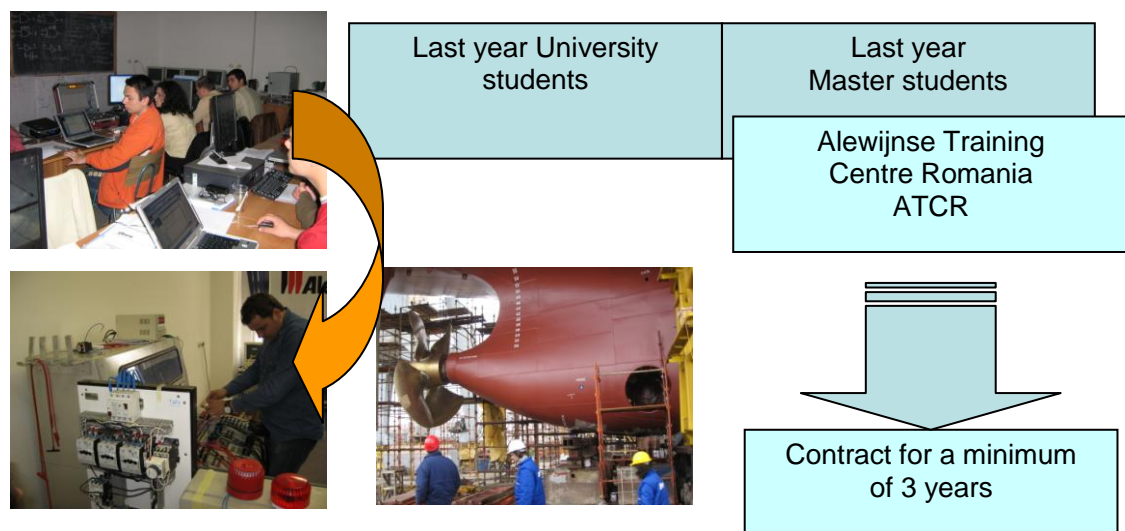 Last year University
students
Last year
Master students
Alewijnse Training
Centre Romania
ATCR
Contract for a minimum
of 3 years